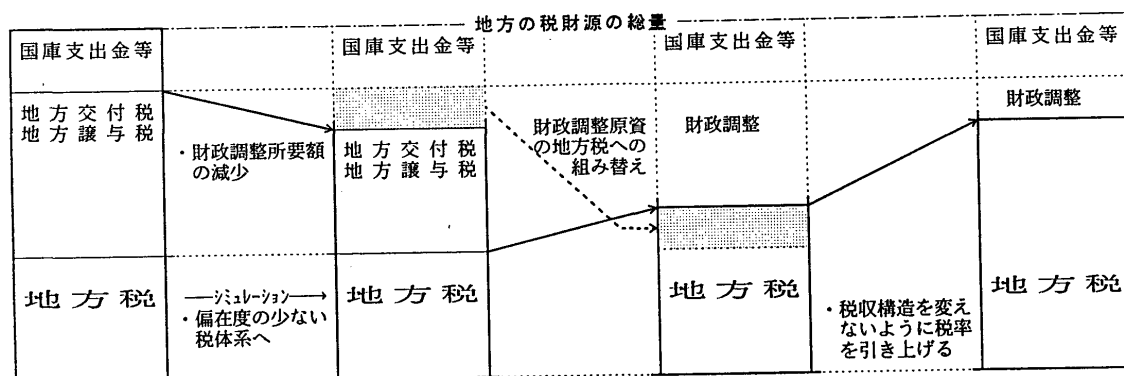 地方の税財源の総量
国庫支出金等
地方交付税
地方譲与税
地方税
・財政調整所要額
の減少
──シミュレーション─→
・偏在度の少ない
税体系へ
国庫支出金等
地方交付税
地方譲与税
地方税
財政調整原資
の地方税への
組み替え
国庫支出金等
財政調整
地方税
・税収構造を変え
ないように税率
を引き上げる
国庫支出金等
財政調整
地方税